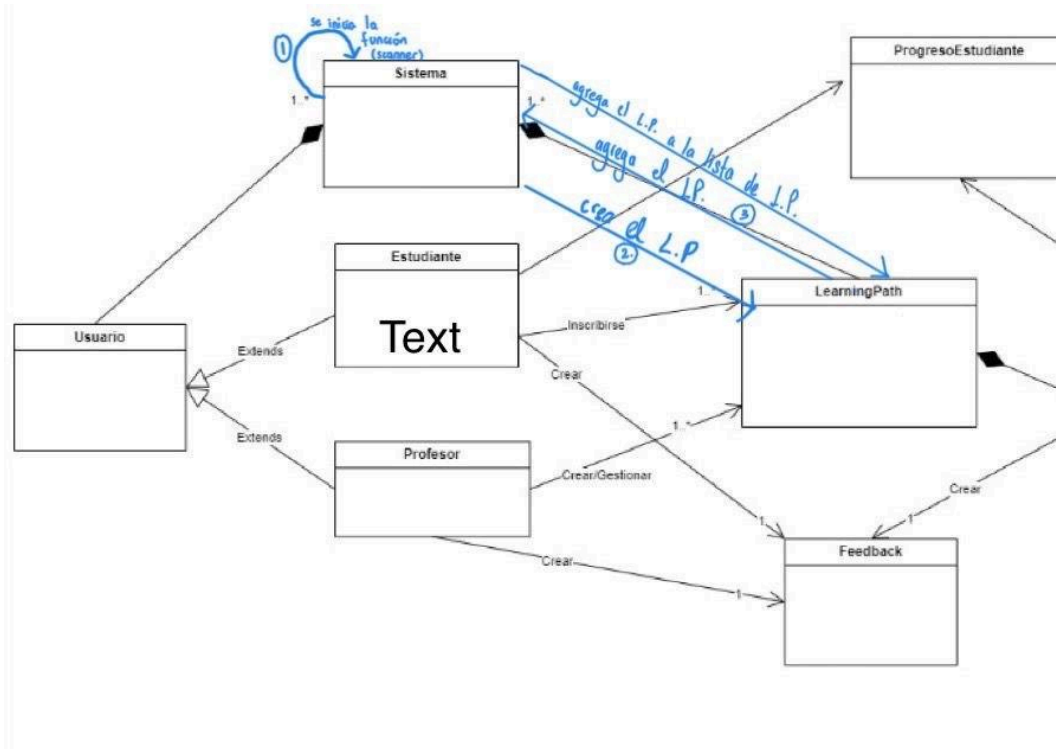 se inicia la
función
(scanner)
1
Sistema
ProgresoEstudiante
1..*
1..*
agrega el L.P. a la lista de L.P.
agrega el L.P.
3
crea el L.P
2.
Estudiante
Text
LearningPath
1..*
Inscribirse
Usuario
Extends
Crear
Extends
1..*
Profesor
Crear/Gestionar
Crear
1
1
Feedback
Crear
1